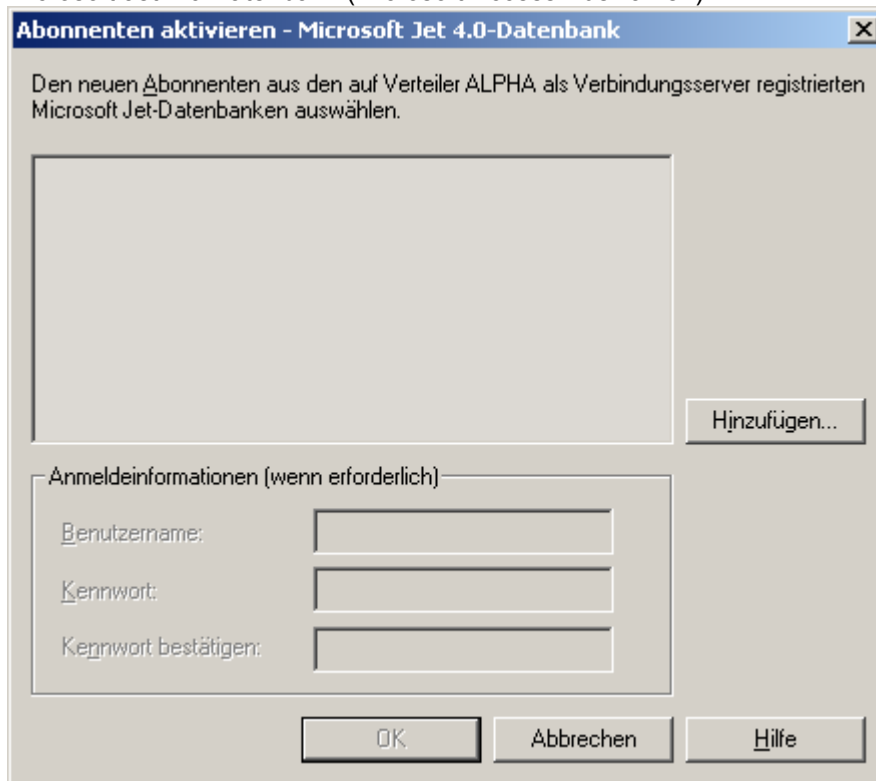 Abonnenten aktivieren - Microsoft Jet 4.0-Datenbank
Den neuen Abonnenten aus den auf Verteiler ALPHA als Verbindungsserver registrierten
Microsoft Jet-Datenbanken auswählen.
Hinzufügen...
Anmeldeinformationen (wenn erforderlich)
Benutzername:
Kennwort:
Kennwort bestätigen:
OK
Abbrechen
Hilfe